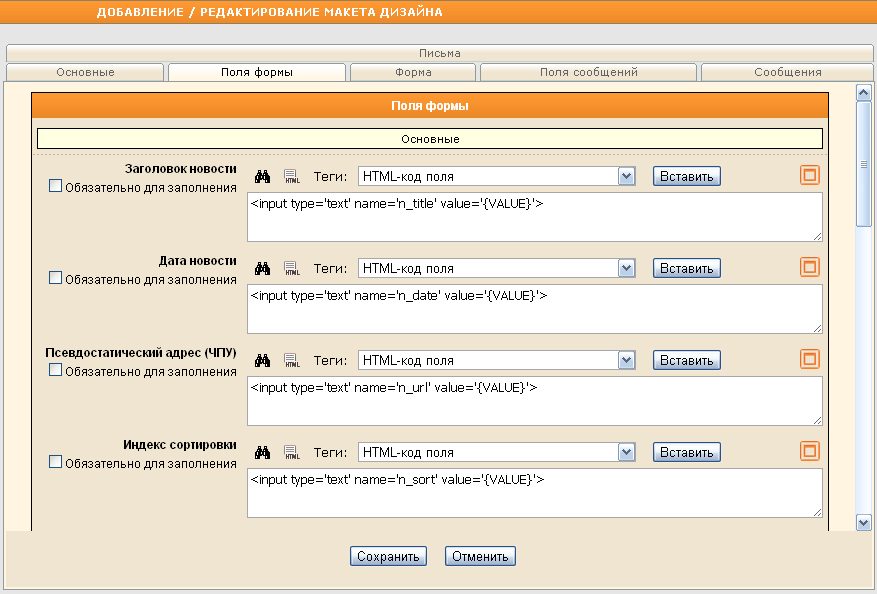 ДОБАВЛЕНИЕ / РЕДАКТИРОВАНИЕ МАКЕТА ДИЗАЙНА
Письма
Основные Поля формы Форма Поля сообщений Сообщения
Поля формы
Основные
Заголовок новости HTML Теги: HTML-код поля Вставить
Обязательно для заполнения
<input type='text' name='n_title' value='{VALUE}'>
Дата новости HTML Теги: HTML-код поля Вставить
Обязательно для заполнения
<input type='text' name='n_date' value='{VALUE}'>
Псевдостатический адрес (ЧПУ) HTML Теги: HTML-код поля Вставить
Обязательно для заполнения
<input type='text' name='n_url' value='{VALUE}'>
Индекс сортировки HTML Теги: HTML-код поля Вставить
Обязательно для заполнения
<input type='text' name='n_sort' value='{VALUE}'>
Сохранить Отменить